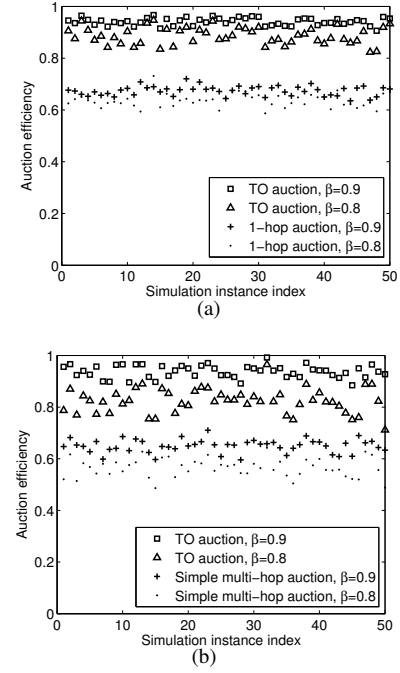 1
0.8
0.6
0.4
0.2
0
Auction efficiency
TO auction, β=0.9
TO auction, β=0.8
1-hop auction, β=0.9
1-hop auction, β=0.8
0 10 20 30 40 50
Simulation instance index
(a)
1
0.8
0.6
0.4
0.2
0
Auction efficiency
TO auction, β=0.9
TO auction, β=0.8
Simple multi-hop auction, β=0.9
Simple multi-hop auction, β=0.8
0 10 20 30 40 50
Simulation instance index
(b)